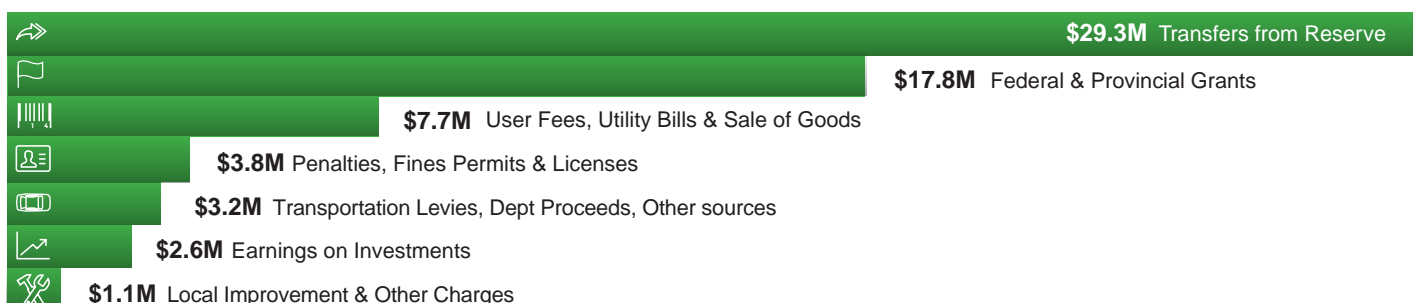 $29.3M Transfers from Reserve
$17.8M Federal & Provincial Grants
$7.7M User Fees, Utility Bills & Sale of Goods
$3.8M Penalties, Fines Permits & Licenses
$3.2M Transportation Levies, Dept Proceeds, Other sources
$2.6M Earnings on Investments
$1.1M Local Improvement & Other Charges